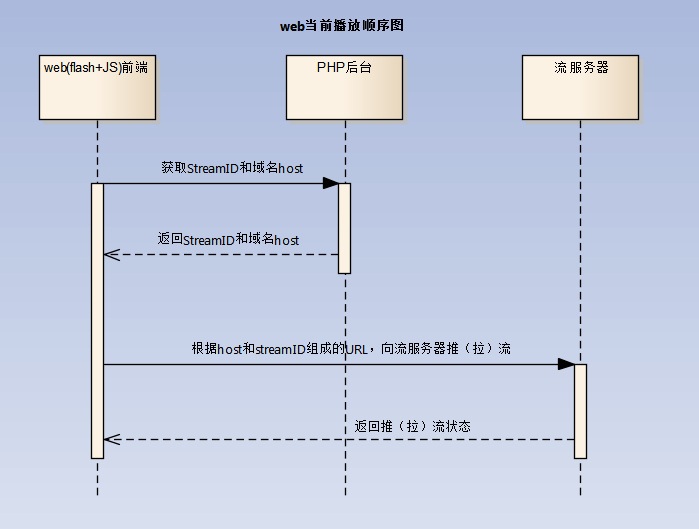 web当前播放顺序图
web(flash+JS)前端
PHP后台
流服务器
获取StreamID和域名host
返回StreamID和域名host
根据host和streamID组成的URL，向流服务器推（拉）流
返回推（拉）流状态